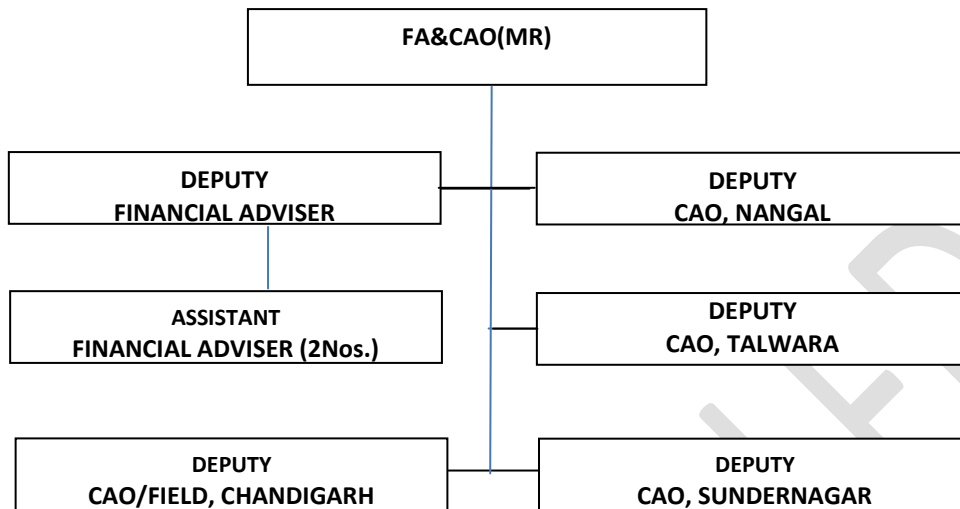 FA&CAO(MR)
DEPUTY
FINANCIAL ADVISER
DEPUTY
CAO, NANGAL
ASSISTANT
FINANCIAL ADVISER (2Nos.)
DEPUTY
CAO, TALWARA
DEPUTY
CAO/FIELD, CHANDIGARH
DEPUTY
CAO, SUNDERNAGAR